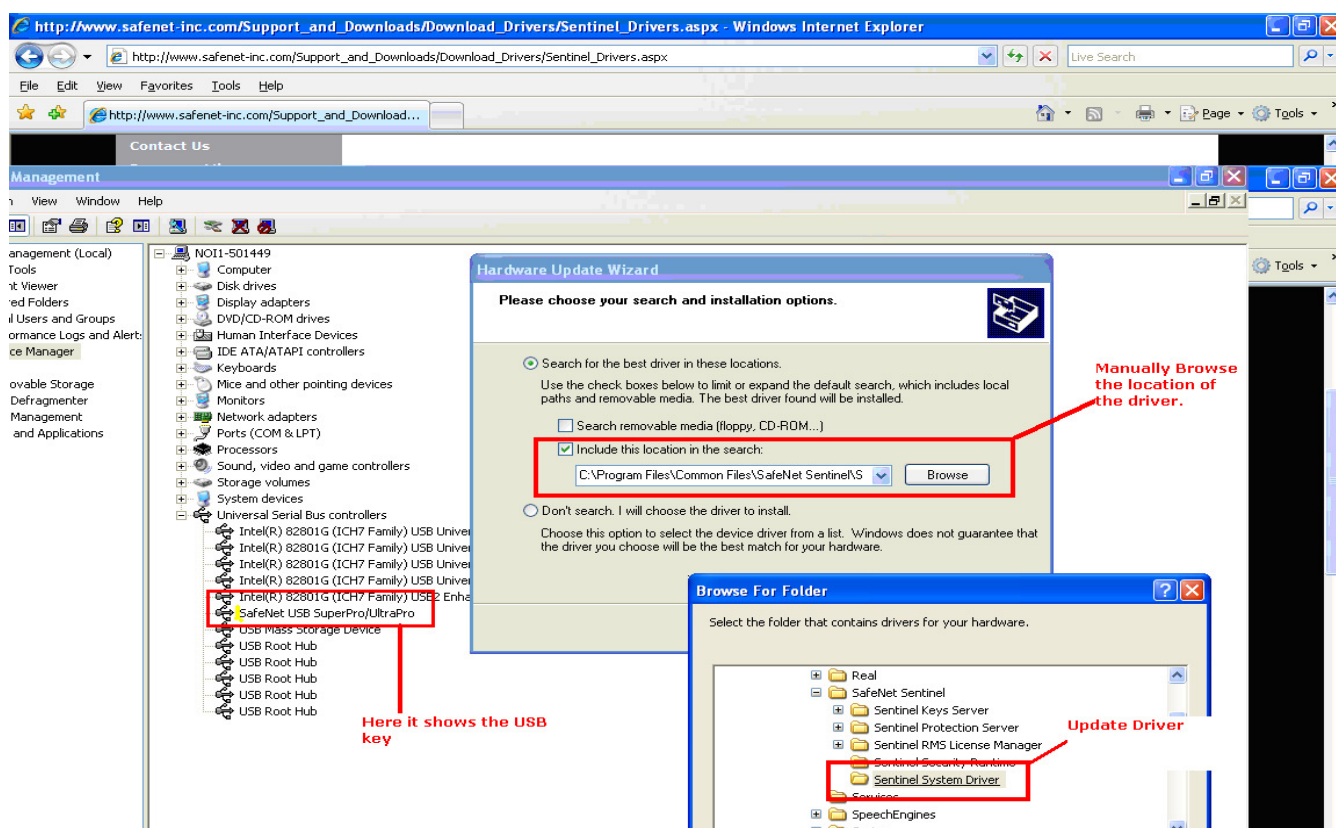 http://www.safenet-inc.com/Support_and_Downloads/Download_Drivers/Sentinel_Drivers.aspx - Windows Internet Explorer
http://www.safenet-inc.com/Support_and_Downloads/Download_Drivers/Sentinel_Drivers.aspx
Live Search
File Edit View Favorites Tools Help
http://www.safenet-inc.com/Support_and_Download...
Page Tools
Contact Us
Management
View Window Help
Tools
anagement (Local)
Tools
nt Viewer
red Folders
l Users and Groups
ormance Logs and Alert:
ce Manager
ovable Storage
Defragmenter
Management
and Applications
NOI1-501449
Computer
Disk drives
Display adapters
DVD/CD-ROM drives
Human Interface Devices
IDE ATA/ATAPI controllers
Keyboards
Mice and other pointing devices
Monitors
Network adapters
Ports (COM & LPT)
Processors
Sound, video and game controllers
Storage volumes
System devices
Universal Serial Bus controllers
Intel(R) 82801G (ICH7 Family) USB Univer
Intel(R) 82801G (ICH7 Family) USB Univer
Intel(R) 82801G (ICH7 Family) USB Univer
Intel(R) 82801G (ICH7 Family) USB Univer
Intel(R) 82801G (ICH7 Family) USB2 Enha
SafeNet USB SuperPro/UltraPro
USB Mass Storage Device
USB Root Hub
USB Root Hub
USB Root Hub
USB Root Hub
USB Root Hub
Here it shows the USB
key
Hardware Update Wizard
Please choose your search and installation options.
Search for the best driver in these locations.
Use the check boxes below to limit or expand the default search, which includes local
paths and removable media. The best driver found will be installed.
Search removable media (floppy, CD-ROM...)
Include this location in the search:
C:\Program Files\Common Files\SafeNet Sentinel\S
Browse
Don't search. I will choose the driver to install.
Choose this option to select the device driver from a list. Windows does not guarantee that
the driver you choose will be the best match for your hardware.
Manually Browse
the location of
the driver.
Browse For Folder
Select the folder that contains drivers for your hardware.
Real
SafeNet Sentinel
Sentinel Keys Server
Sentinel Protection Server
Sentinel RMS License Manager
Sentinel Security Runtime
Sentinel System Driver
Services
SpeechEngines
Update Driver